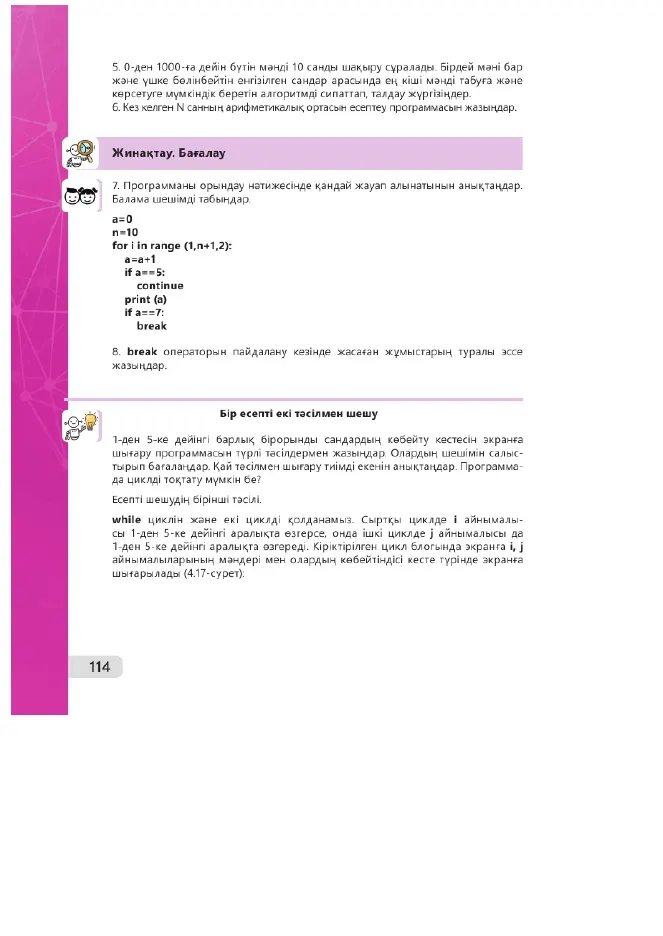 5. 0-ден 1000-ға дейін бүтін мәнді 10 санды шақыру сұралады. Бірдей мәні бар
және үшке бөлінбейтін енгізілген сандар арасында ең кіші мәнді табуға және
көрсетуге мүмкіндік беретін алгоритмді сипаттап, талдау жүргізіңдер.
6. Кез келген N санның арифметикалық ортасын есептеу программасын жазыңдар.
Жинақтау. Бағалау
7. Программаны орындау нәтижесінде қандай жауап алынатынын анықтаңдар.
Балама шешімді табыңдар.
a=0
n=10
for i in range (1,n+1,2):
a=a+1
if a==5:
continue
print (a)
if a==7:
break
8. break операторын пайдалану кезінде жасаған жұмыстарың туралы эссе
жазыңдар.
Бір есепті екі тәсілмен шешу
1-ден 5-ке дейінгі барлық бірорынды сандардың көбейту кестесін экранға
шығару программасын түрлі тәсілдермен жазыңдар. Олардың шешімін салыс-
тырып бағалаңдар. Қай тәсілмен шығару тиімді екенін анықтаңдар. Программа-
да циклді тоқтату мүмкін бе?
Есепті шешудің бірінші тәсілі.
while циклін және екі циклді қолданамыз. Сыртқы циклде i айнымалы-
сы 1-ден 5-ке дейінгі аралықта өзгерсе, онда ішкі циклде j айнымалысы да
1-ден 5-ке дейінгі аралықта өзгереді. Кіріктірілген цикл блогында экранға i, j
айнымалыларының мәндері мен олардың көбейтіндісі кесте түрінде экранға
шығарылады (4.17-сурет):
114